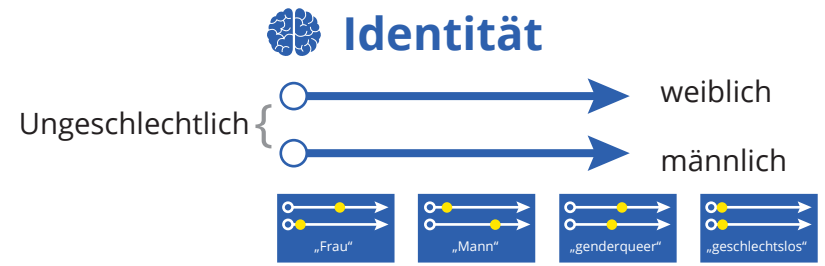 Identität
weiblich
Ungeschlechtlich
männlich
„Frau“
„Mann“
„genderqueer“
„geschlechtslos“